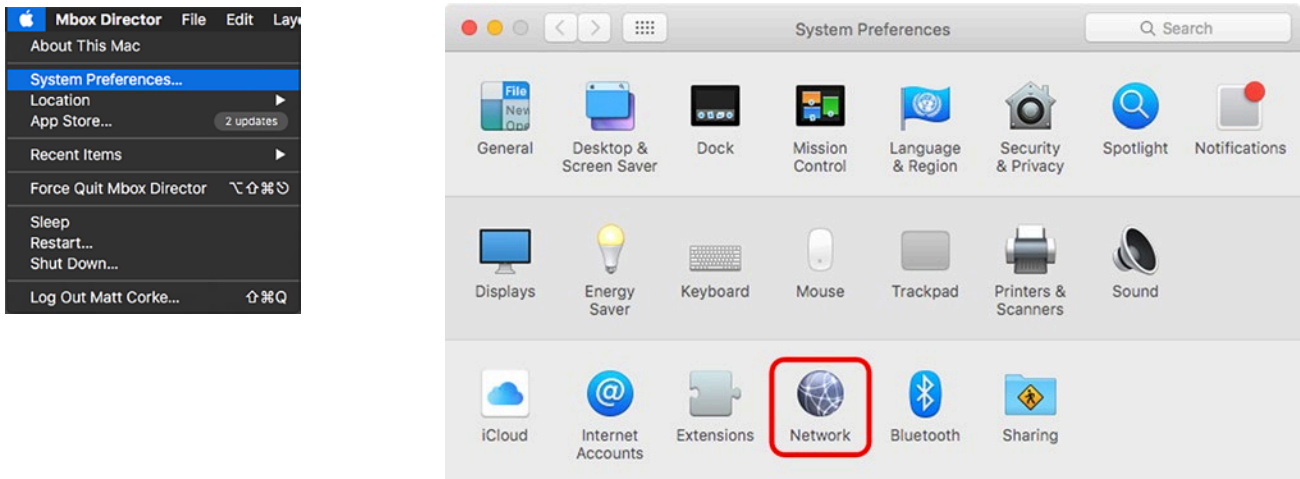 Mbox Director File Edit Lay
About This Mac
System Preferences...
Location
App Store... 2 updates
Recent Items
Force Quit Mbox Director ⌥⇧⌘⎋
Sleep
Restart...
Shut Down...
Log Out Matt Corke... ⇧⌘Q
System Preferences
Search
File
New
Ope
General
Desktop &
Screen Saver
Dock
Mission
Control
Language
& Region
Security
& Privacy
Spotlight
Notifications
Displays
Energy
Saver
Keyboard
Mouse
Trackpad
Printers &
Scanners
Sound
iCloud
@
Internet
Accounts
Extensions
Network
Bluetooth
Sharing